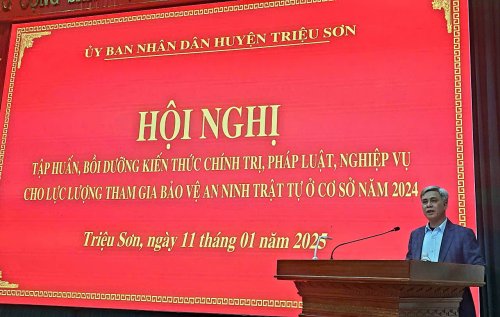 ỦY BAN NHÂN DÂN HUYỆN TRIỆU SƠN
HỘI NGHỊ
TẬP HUẤN, BỒI DƯỠNG KIẾN THỨC CHÍNH TRỊ, PHÁP LUẬT, NGHIỆP VỤ
CHO LỰC LƯỢNG THAM GIA BẢO VỆ AN NINH TRẬT TỰ Ở CƠ SỞ NĂM 2024
Triệu Sơn, ngày 11 tháng 01 năm 2025